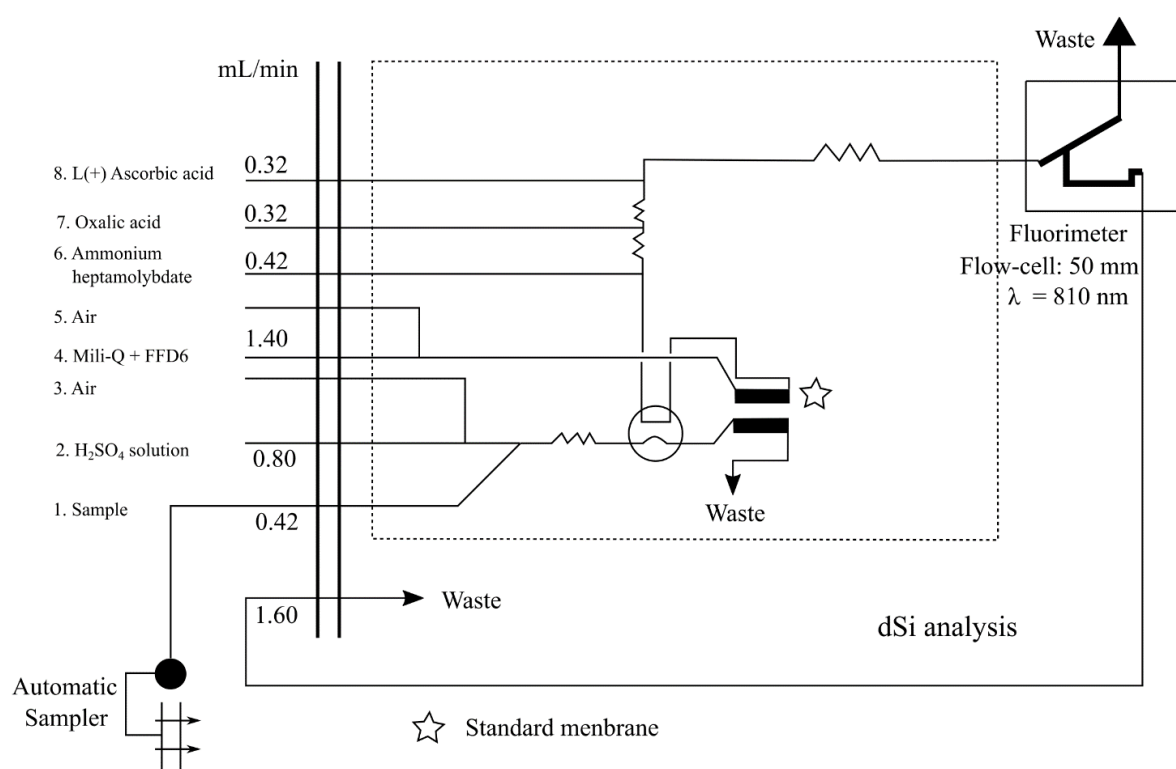 Waste
mL/min
8. L(+) Ascorbic acid
0.32
7. Oxalic acid
0.32
6. Ammonium
heptamolybdate
0.42
5. Air
1.40
4. Mili-Q + FFD6
3. Air
2. H₂SO₄ solution
0.80
1. Sample
0.42
Fluorimeter
Flow-cell: 50 mm
λ = 810 nm
Waste
1.60
Waste
dSi analysis
Automatic
Sampler
Standard menbrane